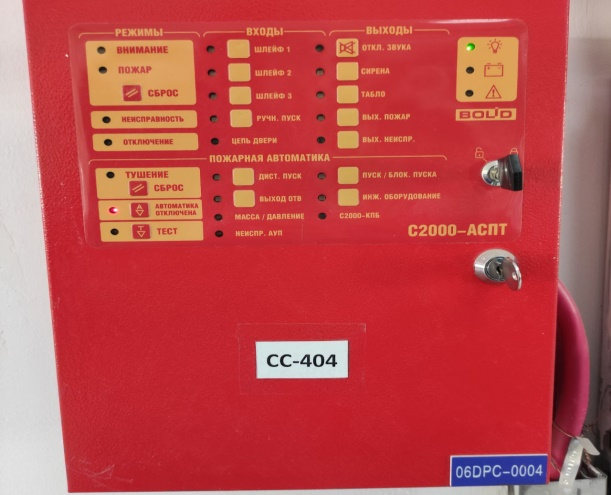 РЕЖИМЫ
ВНИМАНИЕ
ПОЖАР
СБРОС
НЕИСПРАВНОСТЬ
ОТКЛЮЧЕНИЕ
ВХОДЫ
ШЛЕЙФ 1
ШЛЕЙФ 2
ШЛЕЙФ 3
РУЧН. ПУСК
ЦЕПЬ ДВЕРИ
ВЫХОДЫ
ОТКЛ. ЗВУКА
СИРЕНА
ТАБЛО
ВЫХ. ПОЖАР
ВЫХ. НЕИСПР.
BOLID
ПОЖАРНАЯ АВТОМАТИКА
ТУШЕНИЕ
СБРОС
АВТОМАТИКА
ОТКЛЮЧЕНА
ТЕСТ
ДИСТ. ПУСК
ВЫХОД ОТВ
МАССА / ДАВЛЕНИЕ
НЕИСПР. АУП
ПУСК / БЛОК. ПУСКА
ИНЖ. ОБОРУДОВАНИЕ
С2000-КПБ
С2000-АСПТ
СС-404
06DPC-0004